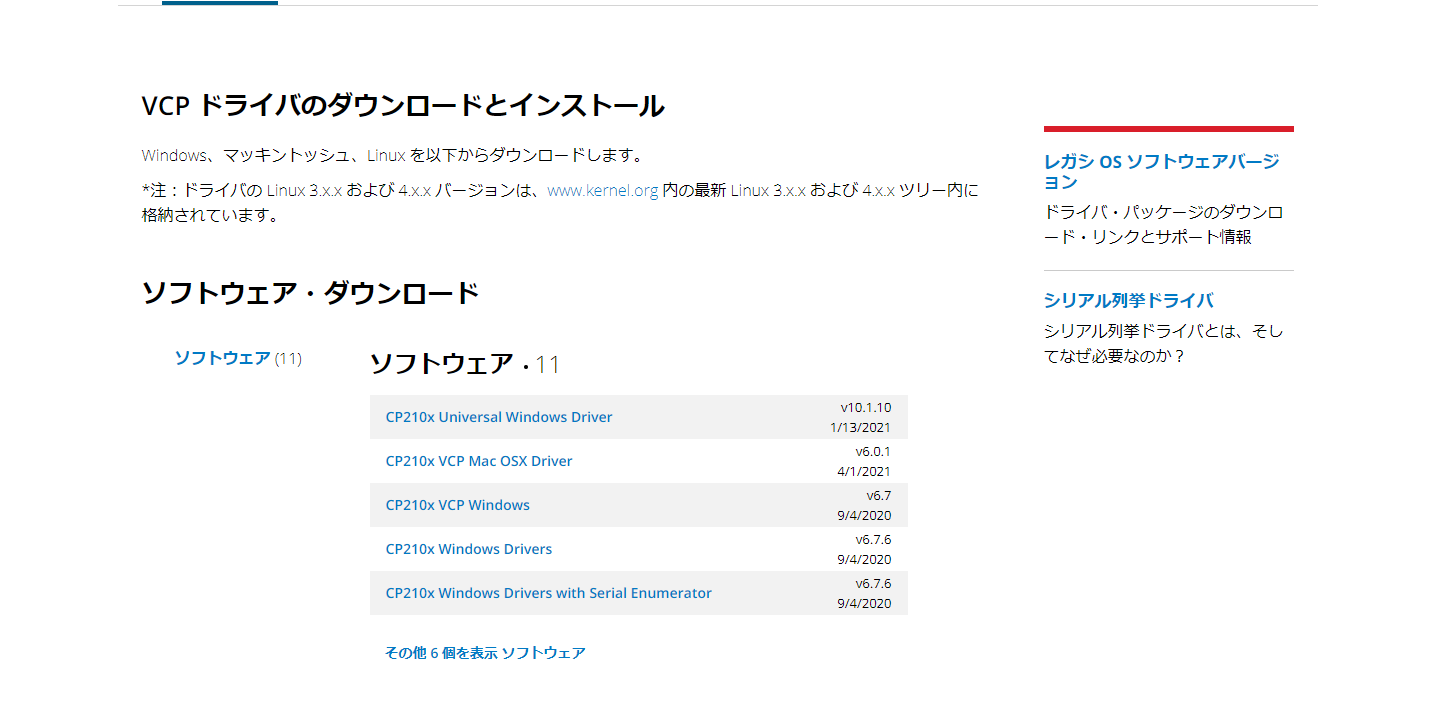 VCP ドライバのダウンロードとインストール
Windows、マッキントッシュ、Linux を以下からダウンロードします。
*注：ドライバの Linux 3.x.x および 4.x.x バージョンは、www.kernel.org 内の最新 Linux 3.x.x および 4.x.x ツリー内に
格納されています。
ソフトウェア・ダウンロード
ソフトウェア (11)
ソフトウェア · 11
CP210x Universal Windows Driver
v10.1.10
1/13/2021
CP210x VCP Mac OSX Driver
v6.0.1
4/1/2021
CP210x VCP Windows
v6.7
9/4/2020
CP210x Windows Drivers
v6.7.6
9/4/2020
CP210x Windows Drivers with Serial Enumerator
v6.7.6
9/4/2020
その他 6 個を表示 ソフトウェア
レガシ OS ソフトウェアバージ
ョン
ドライバ・パッケージのダウンロ
ード・リンクとサポート情報
シリアル列挙ドライバ
シリアル列挙ドライバとは、そし
てなぜ必要なのか？